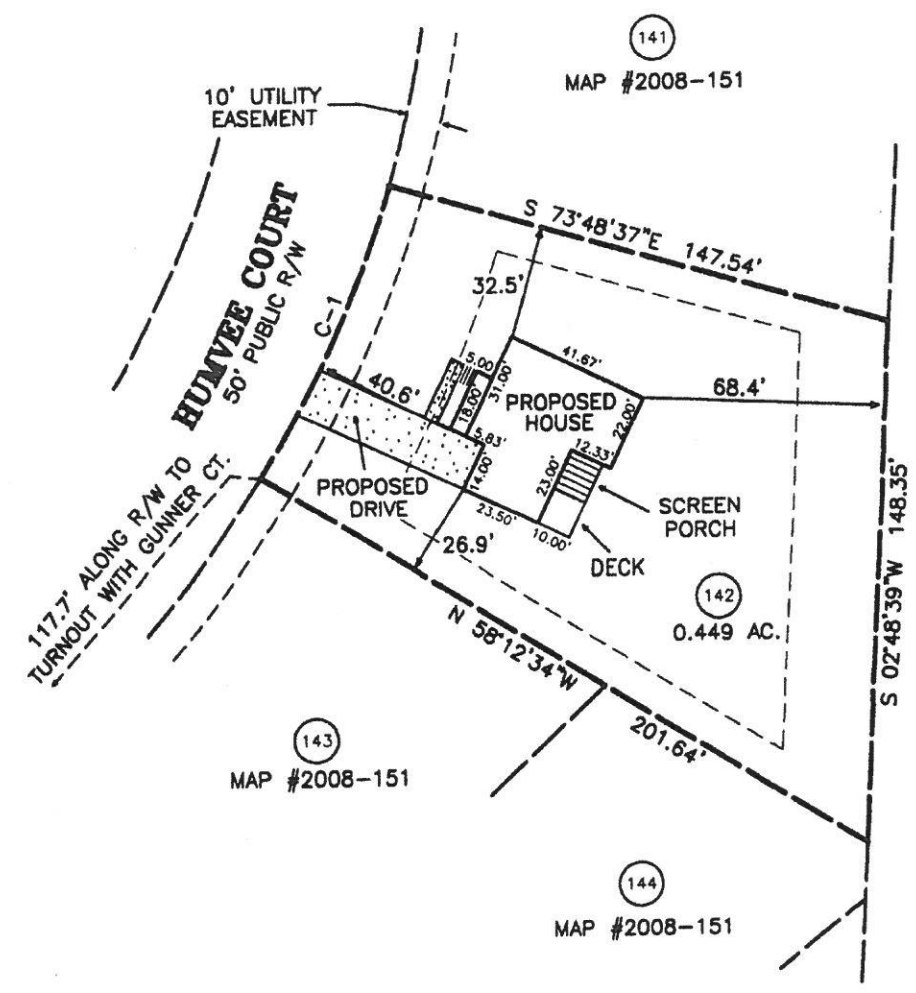 141
MAP #2008-151
10' UTILITY
EASEMENT
HUMVEE COURT
50' PUBLIC R/W
C-1
S 73°48'37"E 147.54'
32.5'
41.67'
68.4'
5.00'
31.00'
18.00'
40.6'
PROPOSED
HOUSE
22.00'
5.83'
12.33'
14.00'
23.00'
PROPOSED
DRIVE
23.50'
10.00'
SCREEN
PORCH
DECK
26.9'
142
0.449 AC.
S 02°48'39"W 148.35'
117.7' ALONG R/W TO
TURNOUT WITH GUNNER CT.
N 58°12'34"W 201.64'
143
MAP #2008-151
144
MAP #2008-151